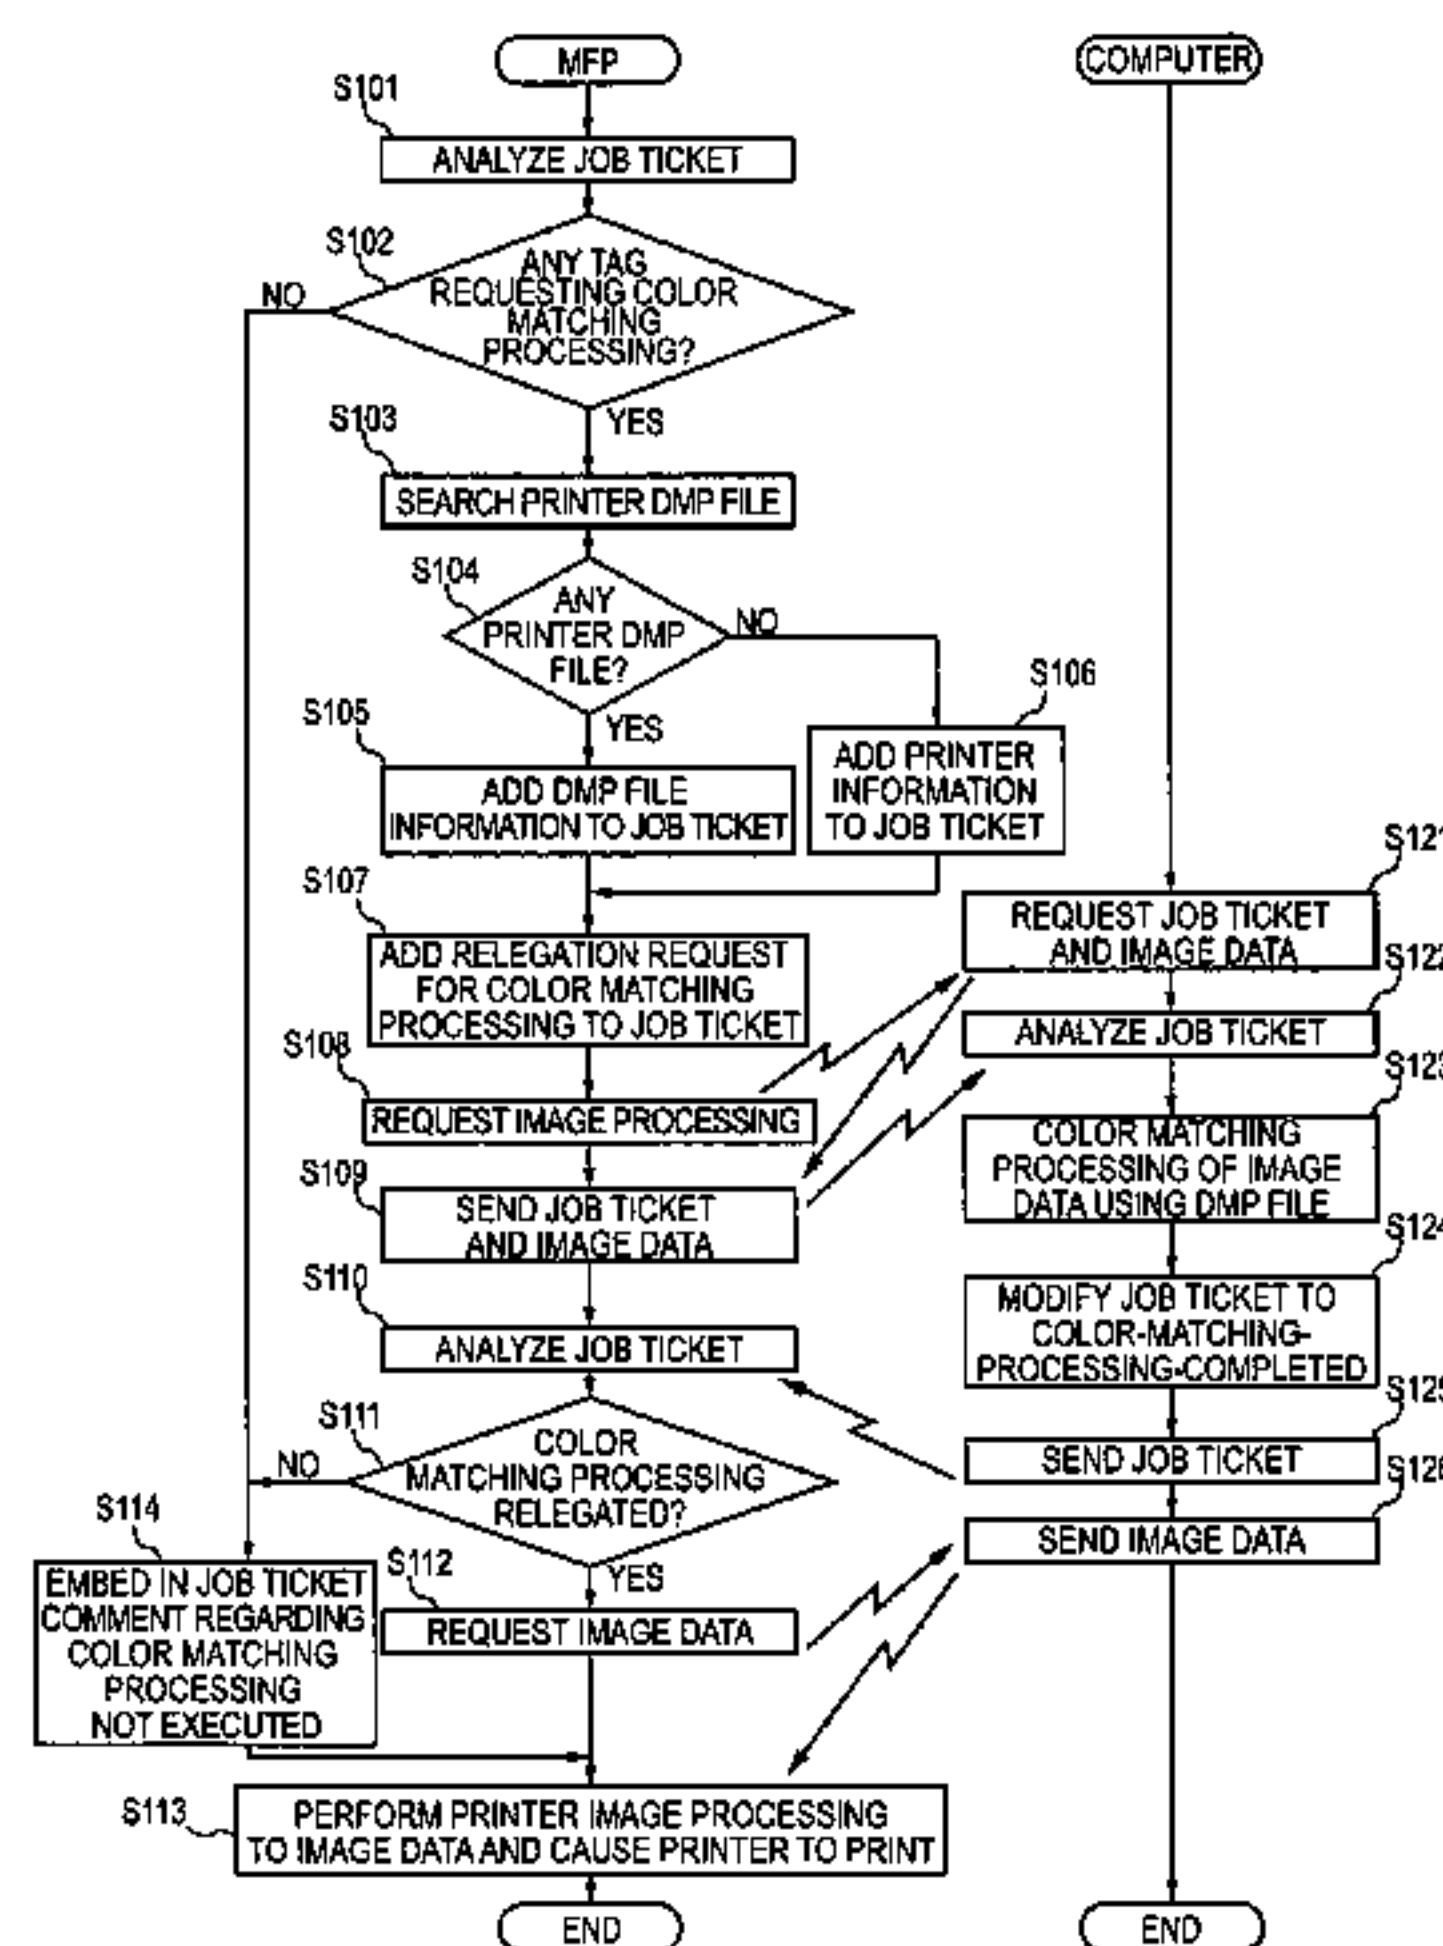 MFP
COMPUTER
S101
ANALYZE JOB TICKET
S102
ANY TAG
REQUESTING COLOR
MATCHING
PROCESSING?
NO
YES
S103
SEARCH PRINTER DMP FILE
S104
ANY
PRINTER DMP
FILE?
NO
YES
S105
ADD DMP FILE
INFORMATION TO JOB TICKET
S106
ADD PRINTER
INFORMATION
TO JOB TICKET
S107
ADD RELEGATION REQUEST
FOR COLOR MATCHING
PROCESSING TO JOB TICKET
S108
REQUEST IMAGE PROCESSING
S109
SEND JOB TICKET
AND IMAGE DATA
S110
ANALYZE JOB TICKET
S111
COLOR
MATCHING PROCESSING
RELEGATED?
NO
YES
S112
REQUEST IMAGE DATA
S114
EMBED IN JOB TICKET
COMMENT REGARDING
COLOR MATCHING
PROCESSING
NOT EXECUTED
S113
PERFORM PRINTER IMAGE PROCESSING
TO IMAGE DATA AND CAUSE PRINTER TO PRINT
END
S121
REQUEST JOB TICKET
AND IMAGE DATA
S122
ANALYZE JOB TICKET
S123
COLOR MATCHING
PROCESSING OF IMAGE
DATA USING DMP FILE
S124
MODIFY JOB TICKET TO
COLOR-MATCHING-
PROCESSING-COMPLETED
S125
SEND JOB TICKET
S126
SEND IMAGE DATA
END